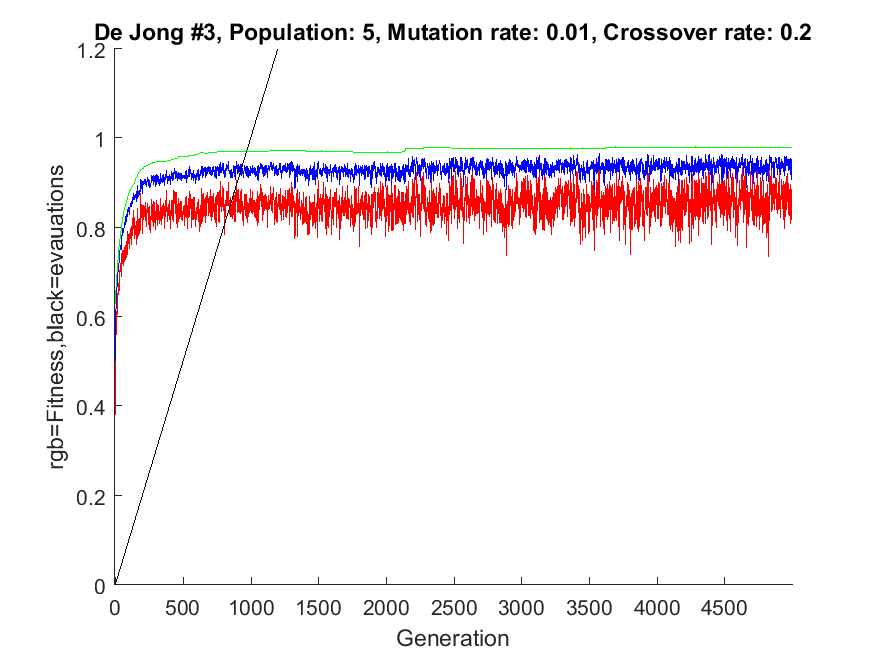 De Jong #3, Population: 5, Mutation rate: 0.01, Crossover rate: 0.2
1.2
1
0.8
0.6
0.4
0.2
0
rgb=Fitness,black=evauations
0 500 1000 1500 2000 2500 3000 3500 4000 4500
Generation